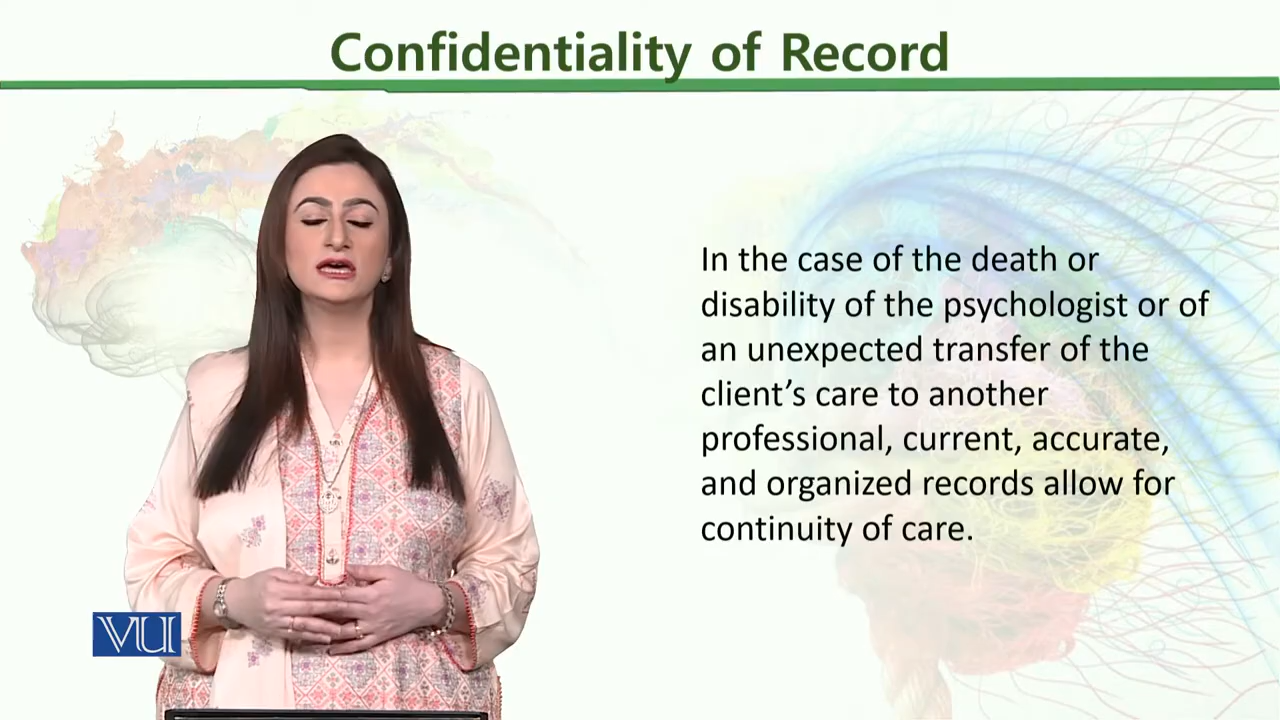 Confidentiality of Record
In the case of the death or
disability of the psychologist or of
an unexpected transfer of the
client's care to another
professional, current, accurate,
and organized records allow for
continuity of care.
VU